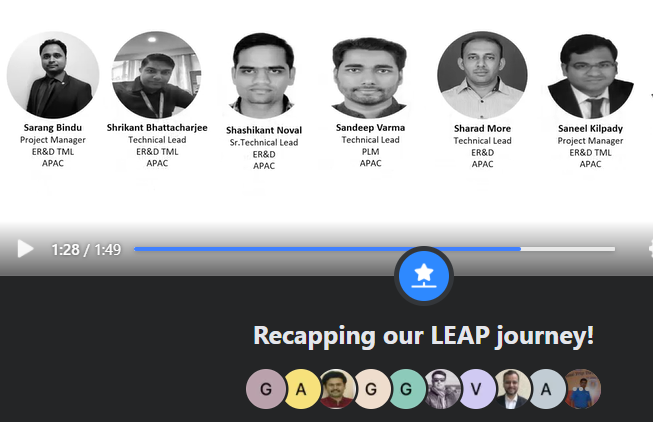 Sarang Bindu
Project Manager
ER&D TML
APAC
Shrikant Bhattacharjee
Technical Lead
ER&D TML
APAC
Shashikant Noval
Sr.Technical Lead
ER&D
APAC
Sandeep Varma
Technical Lead
PLM
APAC
Sharad More
Technical Lead
ER&D
APAC
Saneel Kilpady
Project Manager
ER&D TML
APAC
1:28 / 1:49
Recapping our LEAP journey!
G A G G V A